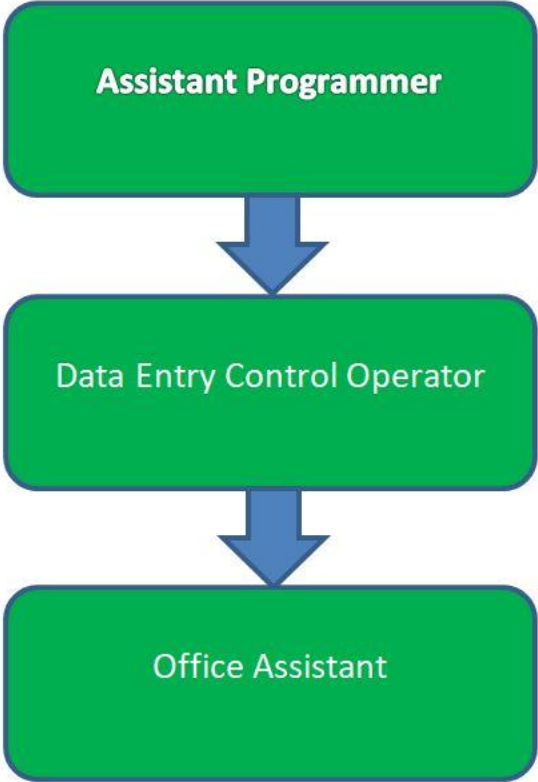 Assistant Programmer
Data Entry Control Operator
Office Assistant